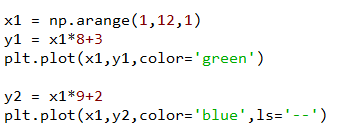 x1 = np.arange(1,12,1)
y1 = x1*8+3
plt.plot(x1,y1,color='green')
y2 = x1*9+2
plt.plot(x1,y2,color='blue',ls='--')